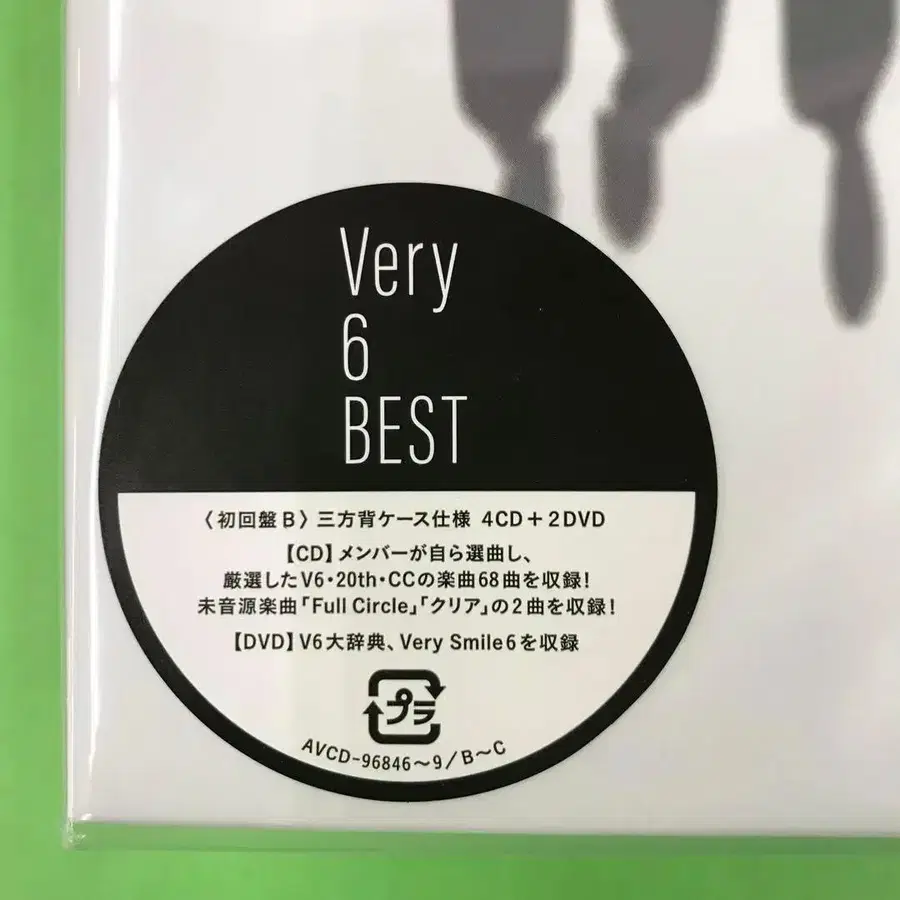 Very
6
BEST
〈初回盤B〉三方背ケース仕様 4CD+2DVD
【CD】メンバーが自ら選曲し、
厳選したV6・20th・CCの楽曲68曲を収録!
未音源楽曲「Full Circle」「クリア」の2曲を収録!
【DVD】V6大辞典、Very Smile6を収録
プラ
AVCD-96846~9/B~C